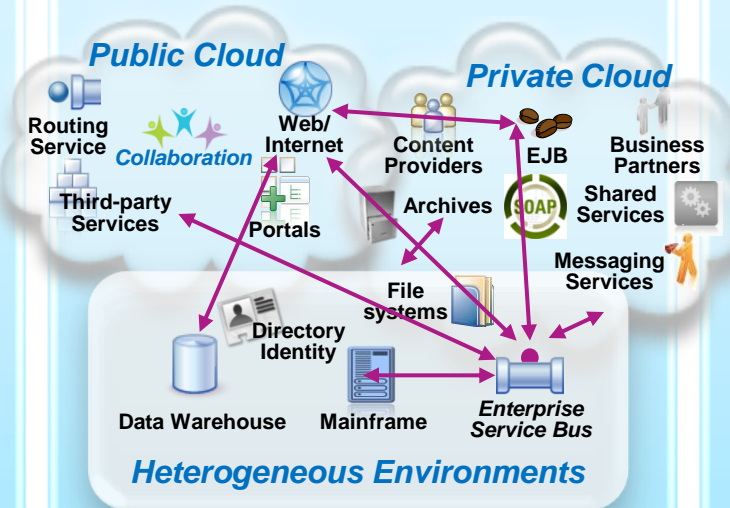 Public Cloud
Private Cloud
Routing
Service
Collaboration
Web/
Internet
Content
Providers
EJB
Business
Partners
Third-party
Services
Portals
Archives
SOAP
Shared
Services
Messaging
Services
File
systems
Directory
Identity
Data Warehouse
Mainframe
Enterprise
Service Bus
Heterogeneous Environments